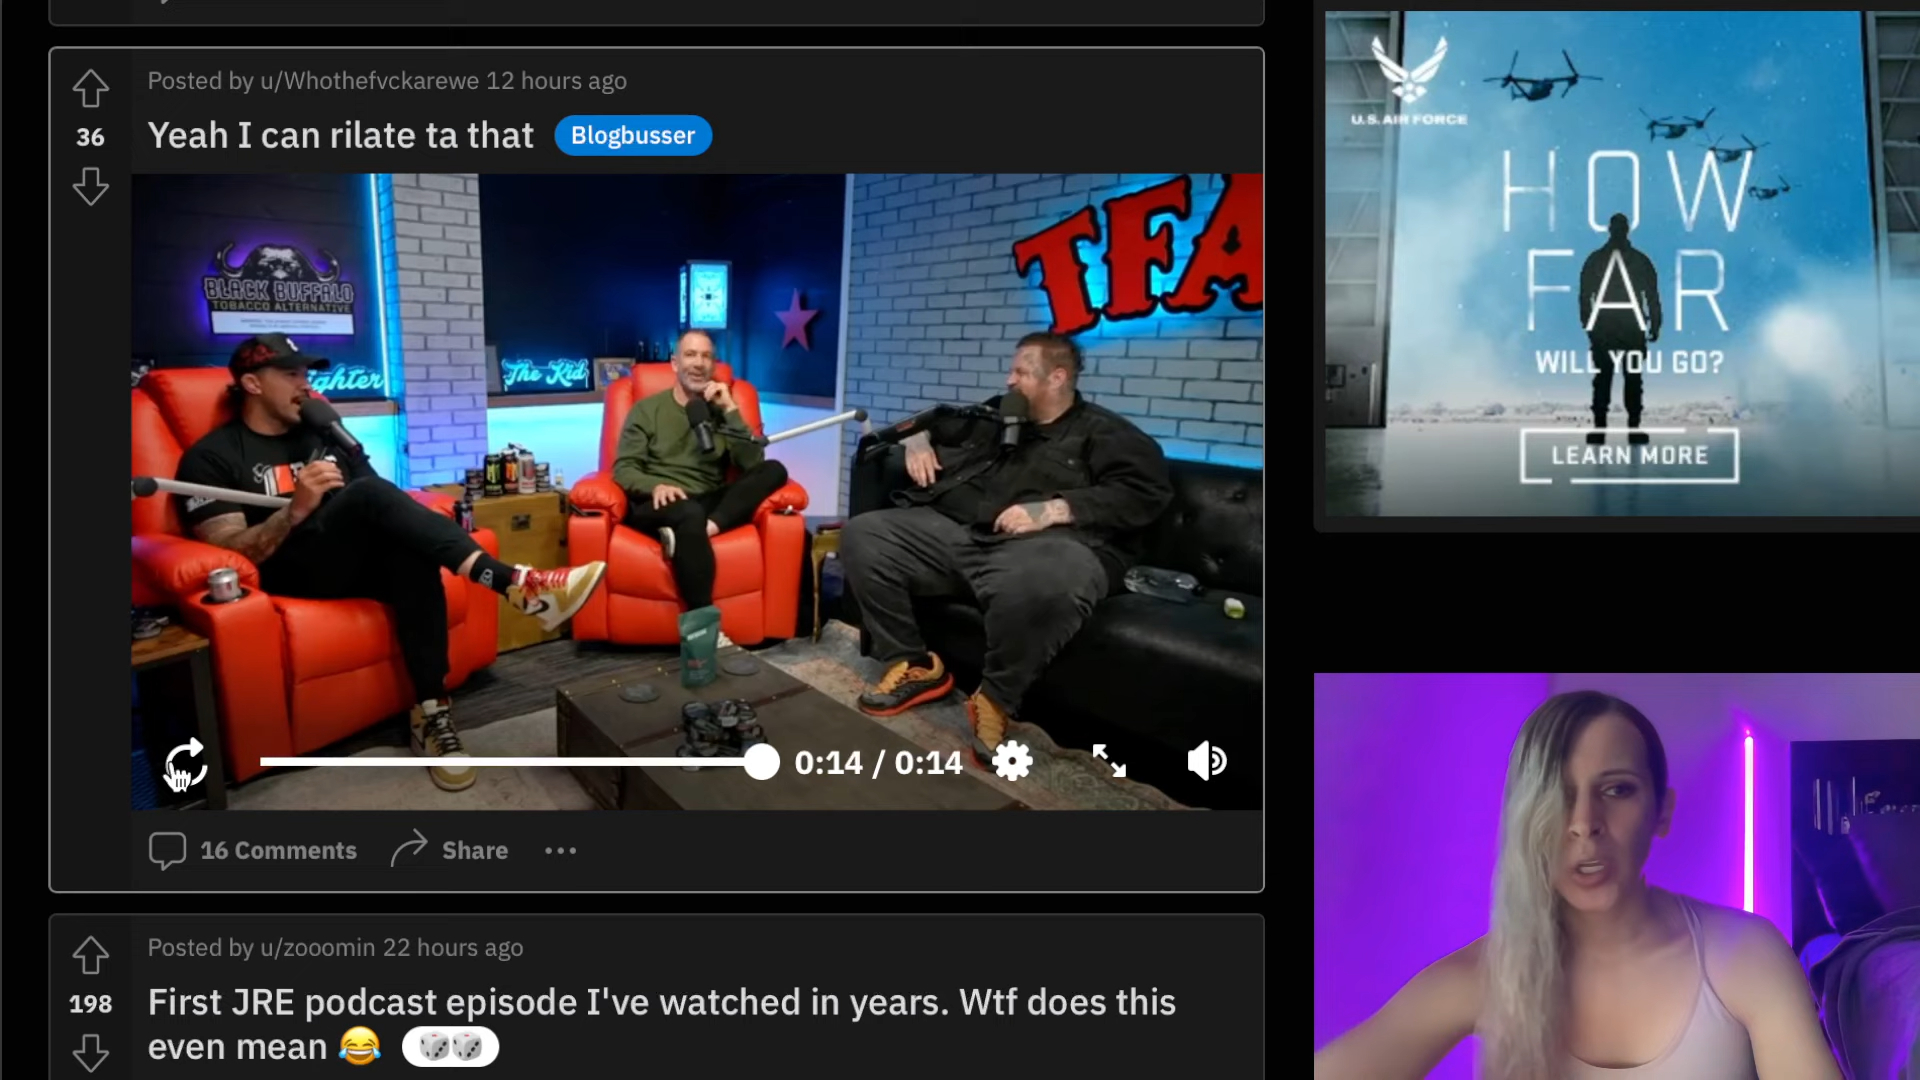 Posted by u/Whothefvckarewe 12 hours ago
36
Yeah I can rilate ta that
Blogbusser
BLACK BUFFALO
TOBACCO ALTERNATIVE
ighter
The Kid
TFA
0:14 / 0:14
16 Comments
Share
U.S. AIR FORCE
HOW
FAR
WILL YOU GO?
LEARN MORE
Posted by u/zooomin 22 hours ago
198
First JRE podcast episode I've watched in years. Wtf does this
even mean 😂 🎲🎲